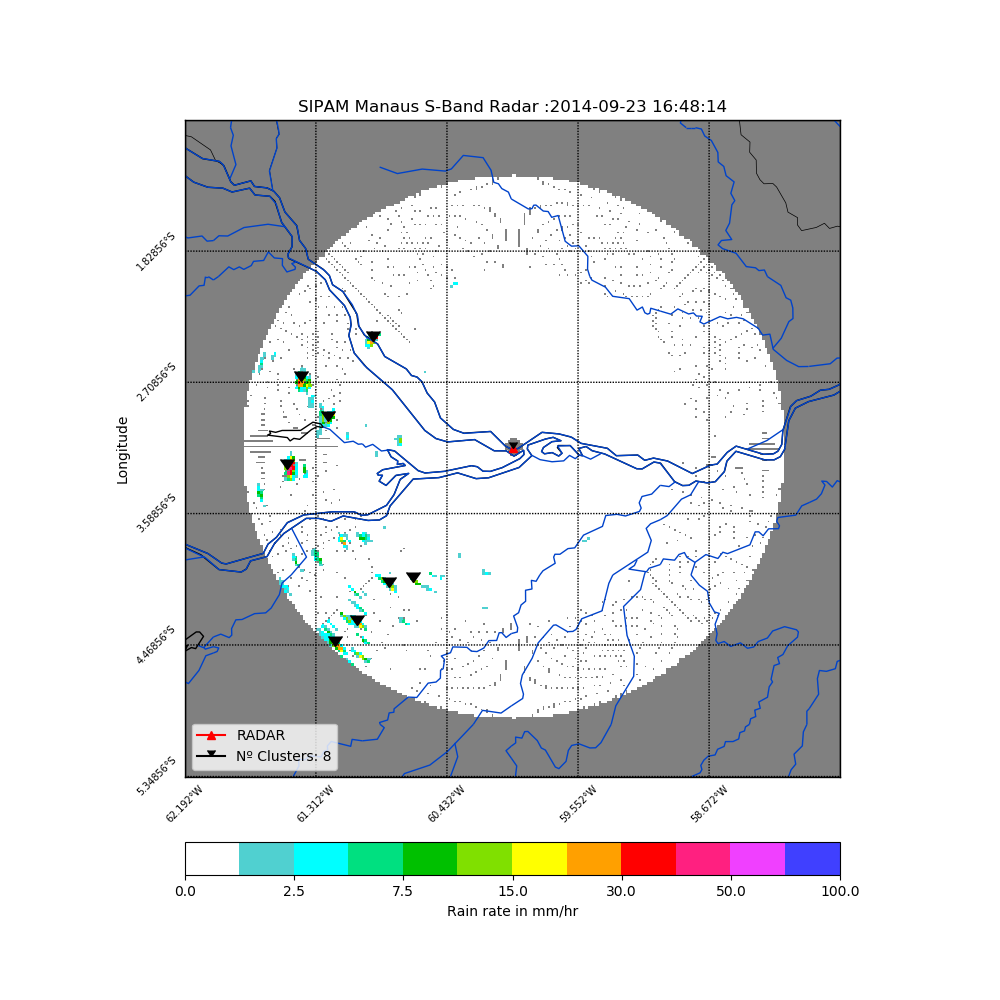 SIPAM Manaus S-Band Radar :2014-09-23 16:48:14
Longitude
1.82856°S
2.70856°S
3.58856°S
4.46856°S
5.34856°S
62.192°W
61.312°W
60.432°W
59.552°W
58.672°W
RADAR
Nº Clusters: 8
0.0 2.5 7.5 15.0 30.0 50.0 100.0
Rain rate in mm/hr